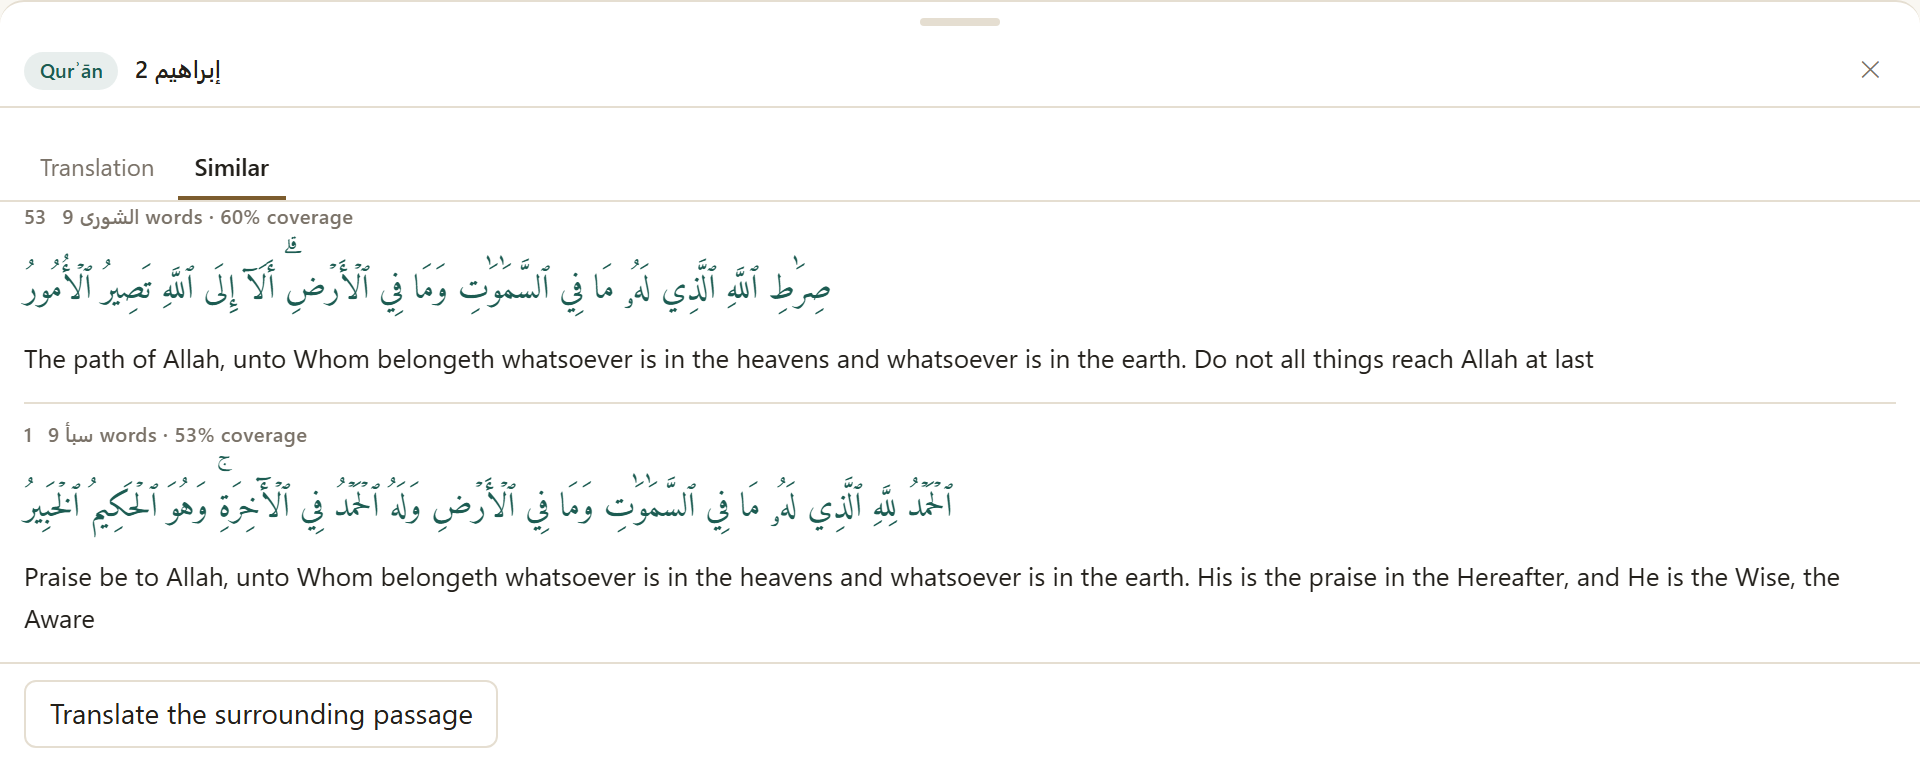 Qurʾān إبراهيم 2
Translation Similar
53 الشورى 9 words · 60% coverage
صِرَٰطِ ٱللَّهِ ٱلَّذِي لَهُۥ مَا فِي ٱلسَّمَٰوَٰتِ وَمَا فِي ٱلْأَرْضِۗ أَلَآ إِلَى ٱللَّهِ تَصِيرُ ٱلْأُمُورُ
The path of Allah, unto Whom belongeth whatsoever is in the heavens and whatsoever is in the earth. Do not all things reach Allah at last
1 سبأ 9 words · 53% coverage
ٱلْحَمْدُ لِلَّهِ ٱلَّذِي لَهُۥ مَا فِي ٱلسَّمَٰوَٰتِ وَمَا فِي ٱلْأَرْضِ وَلَهُ ٱلْحَمْدُ فِي ٱلْأٓخِرَةِۚ وَهُوَ ٱلْحَكِيمُ ٱلْخَبِيرُ
Praise be to Allah, unto Whom belongeth whatsoever is in the heavens and whatsoever is in the earth. His is the praise in the Hereafter, and He is the Wise, the
Aware
Translate the surrounding passage